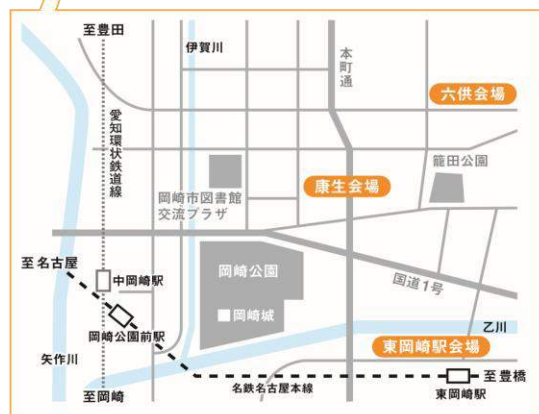 至豊田
伊賀川
本町通
六供会場
愛知環状鉄道線
籠田公園
康生会場
岡崎市図書館
交流プラザ
至名古屋
中岡崎駅
岡崎公園
国道1号
岡崎公園前駅
岡崎城
乙川
矢作川
東岡崎駅会場
名鉄名古屋本線
至豊橋
至岡崎
東岡崎駅